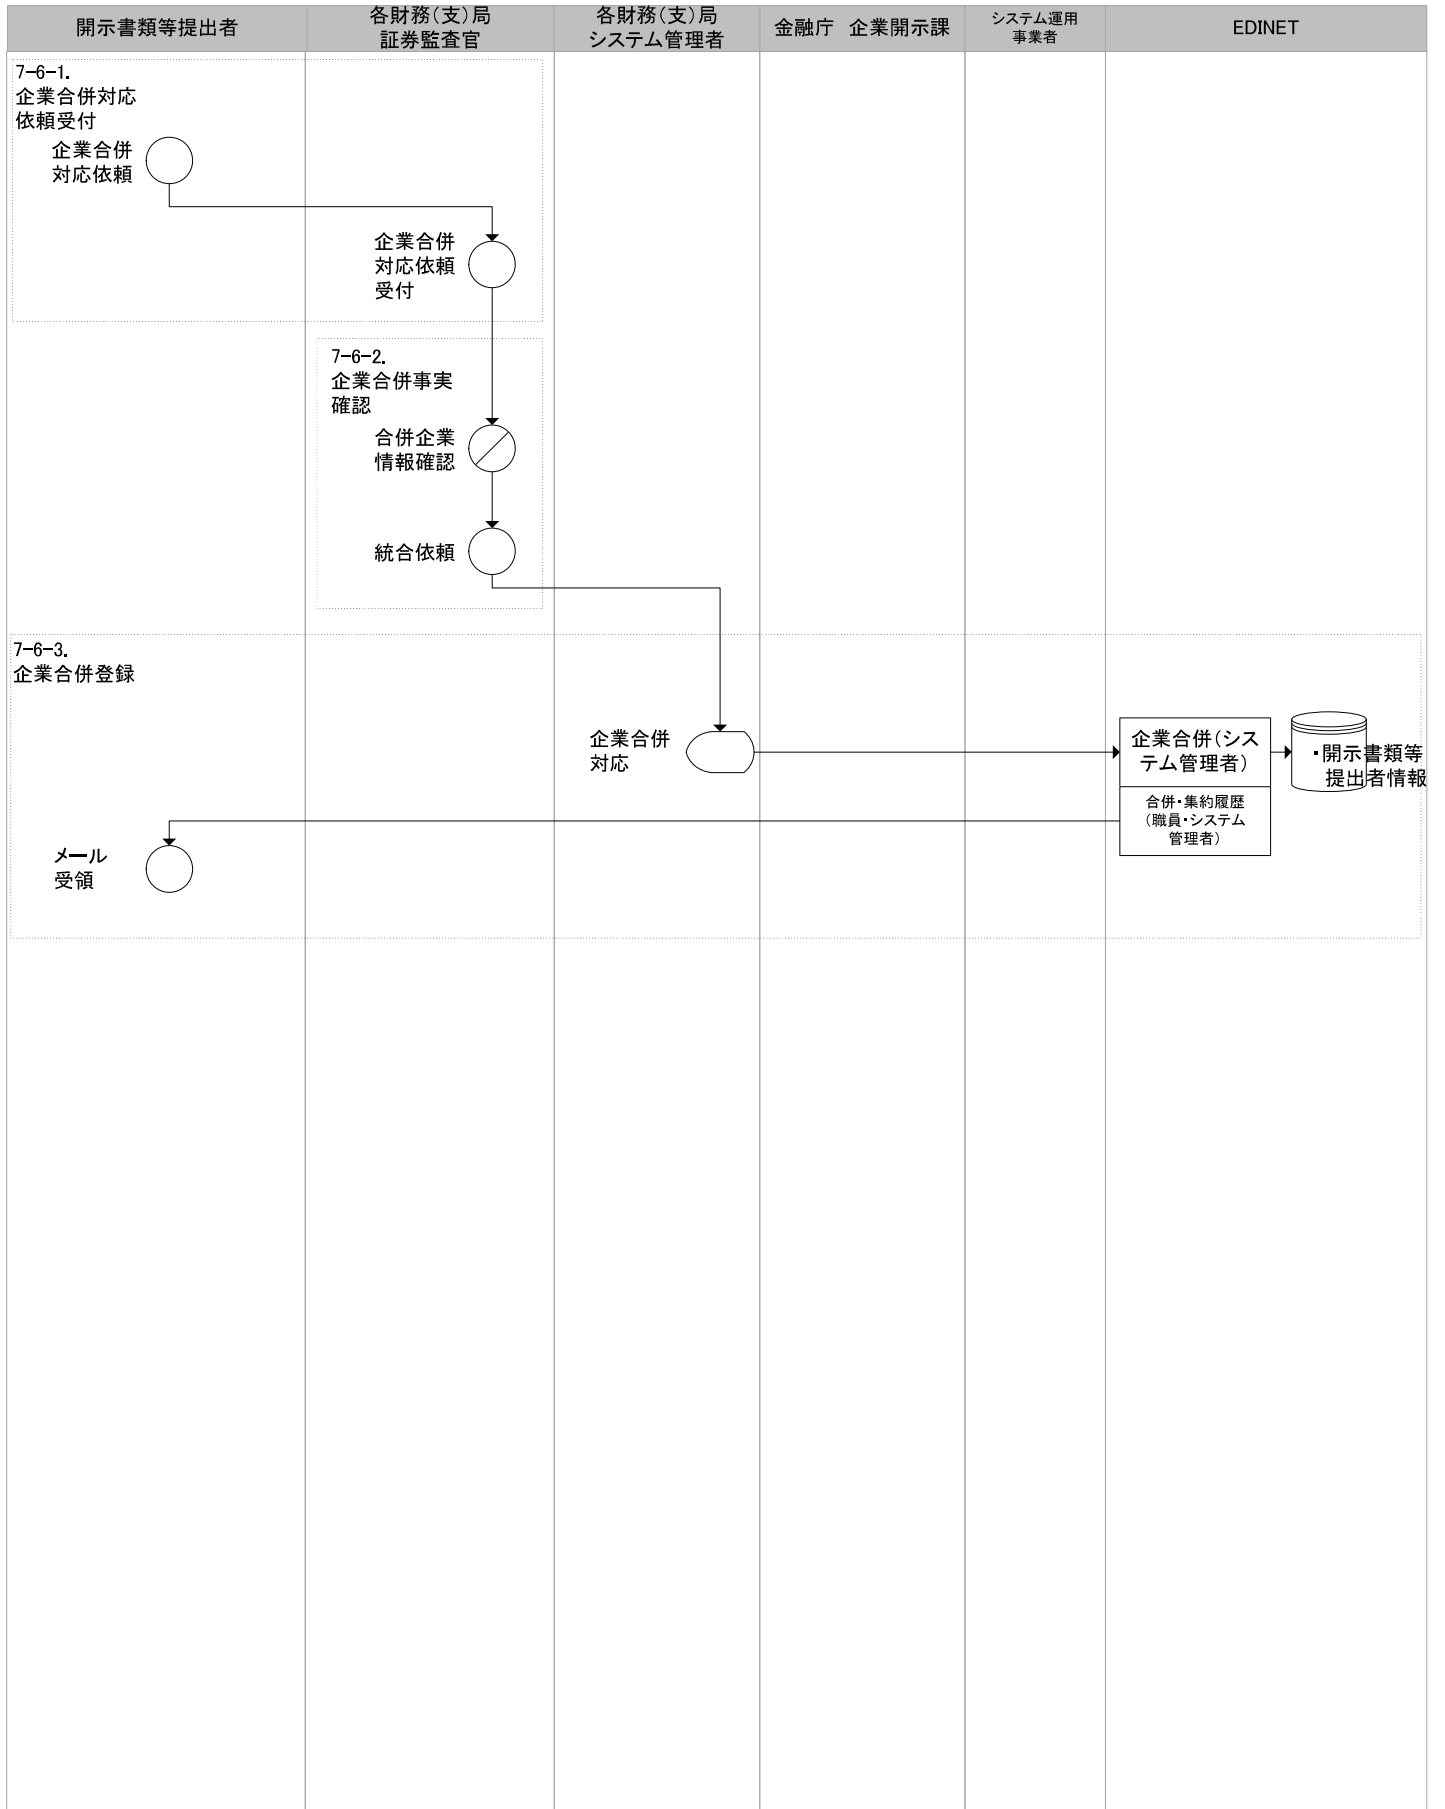 開示書類等提出者
各財務(支)局
証券監査官
各財務(支)局
システム管理者
金融庁 企業開示課
システム運用
事業者
EDINET
7-6-1.
企業合併対応
依頼受付
企業合併
対応依頼
企業合併
対応依頼
受付
7-6-2.
企業合併事実
確認
合併企業
情報確認
統合依頼
7-6-3.
企業合併登録
企業合併
対応
企業合併(シス
テム管理者)
・開示書類等
提出者情報
合併・集約履歴
(職員・システム
管理者)
メール
受領